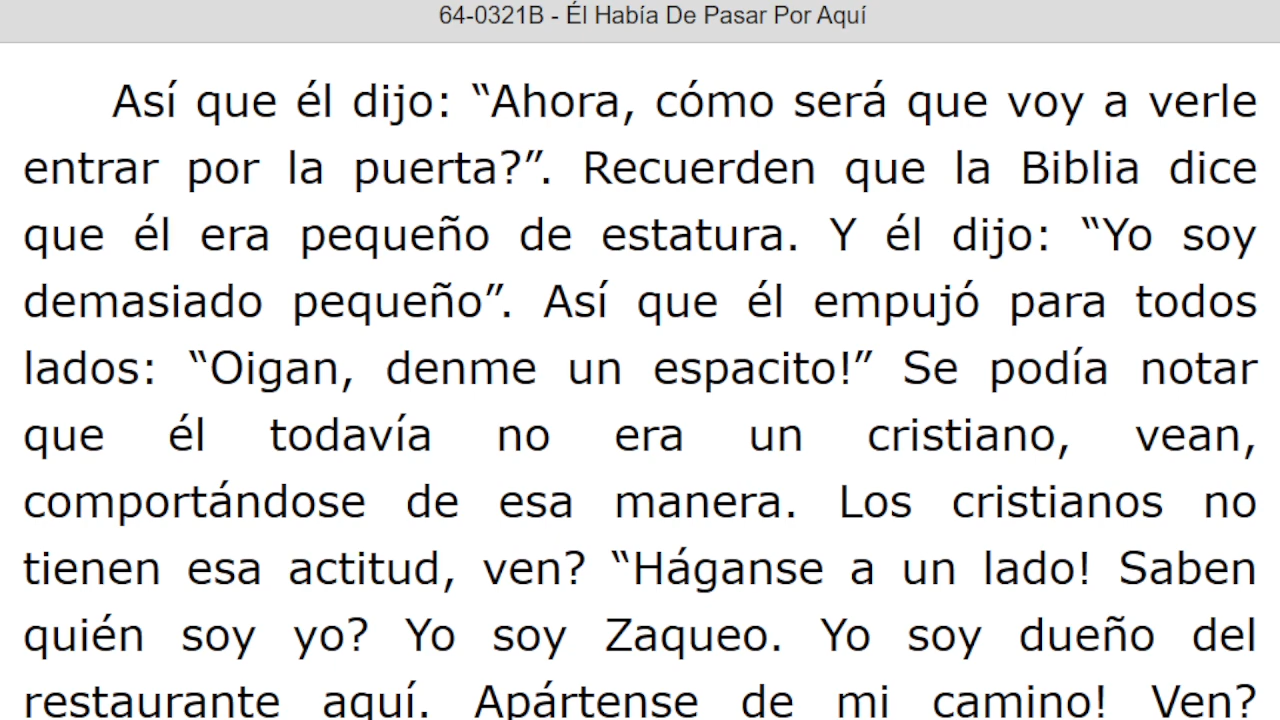 64-0321B - Él Había De Pasar Por Aquí
Así que él dijo: “Ahora, cómo será que voy a verle
entrar por la puerta?”. Recuerden que la Biblia dice
que él era pequeño de estatura. Y él dijo: “Yo soy
demasiado pequeño”. Así que él empujó para todos
lados: “Oigan, denme un espacito!” Se podía notar
que él todavía no era un cristiano, vean,
comportándose de esa manera. Los cristianos no
tienen esa actitud, ven? “Háganse a un lado! Saben
quién soy yo? Yo soy Zaqueo. Yo soy dueño del
restaurante aquí. Apártense de mi camino! Ven?